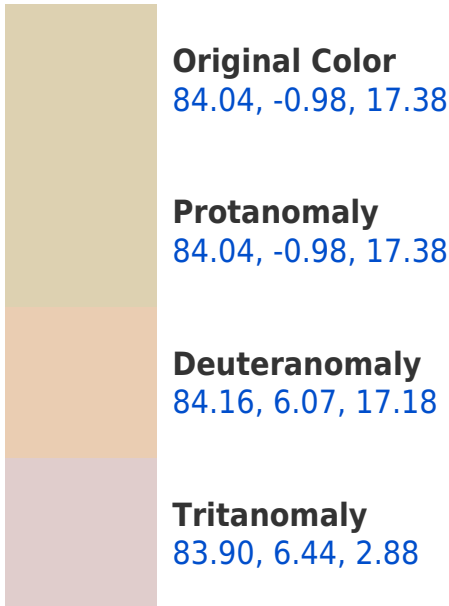 Original Color
84.04, -0.98, 17.38
Protanomaly
84.04, -0.98, 17.38
Deuteranomaly
84.16, 6.07, 17.18
Tritanomaly
83.90, 6.44, 2.88